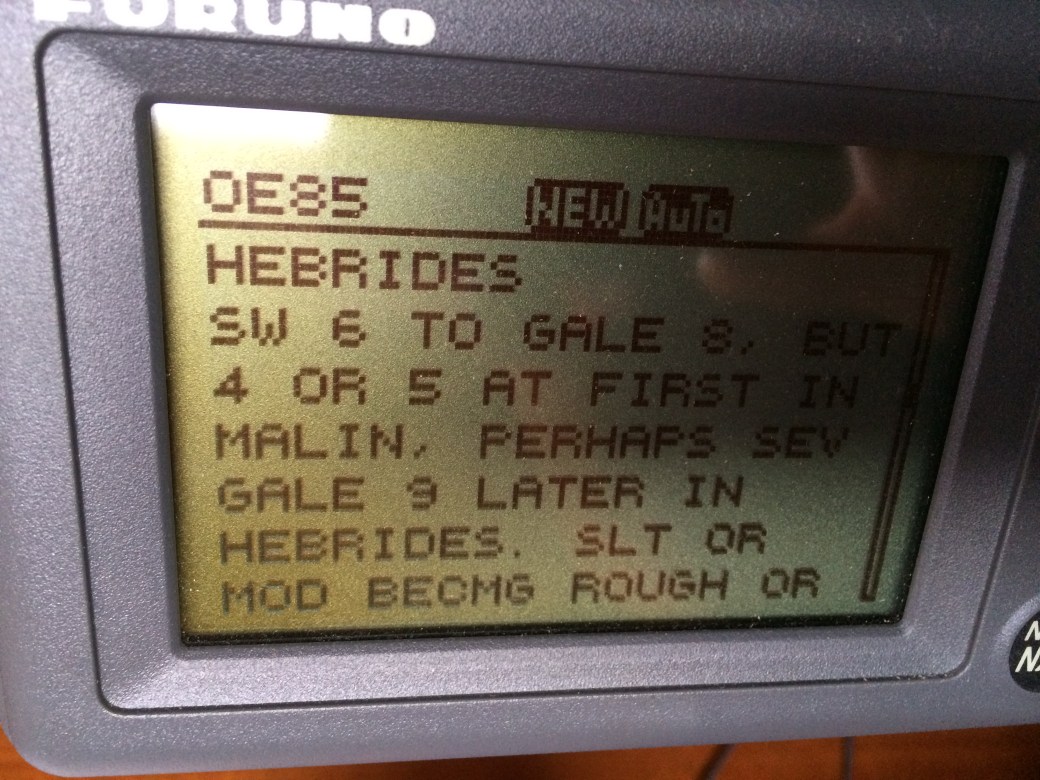 FURUNO
OE85 NEW Auto
HEBRIDES
SW 6 TO GALE 8, BUT
4 OR 5 AT FIRST IN
MALIN, PERHAPS SEV
GALE 9 LATER IN
HEBRIDES. SLT OR
MOD BECMG ROUGH OR